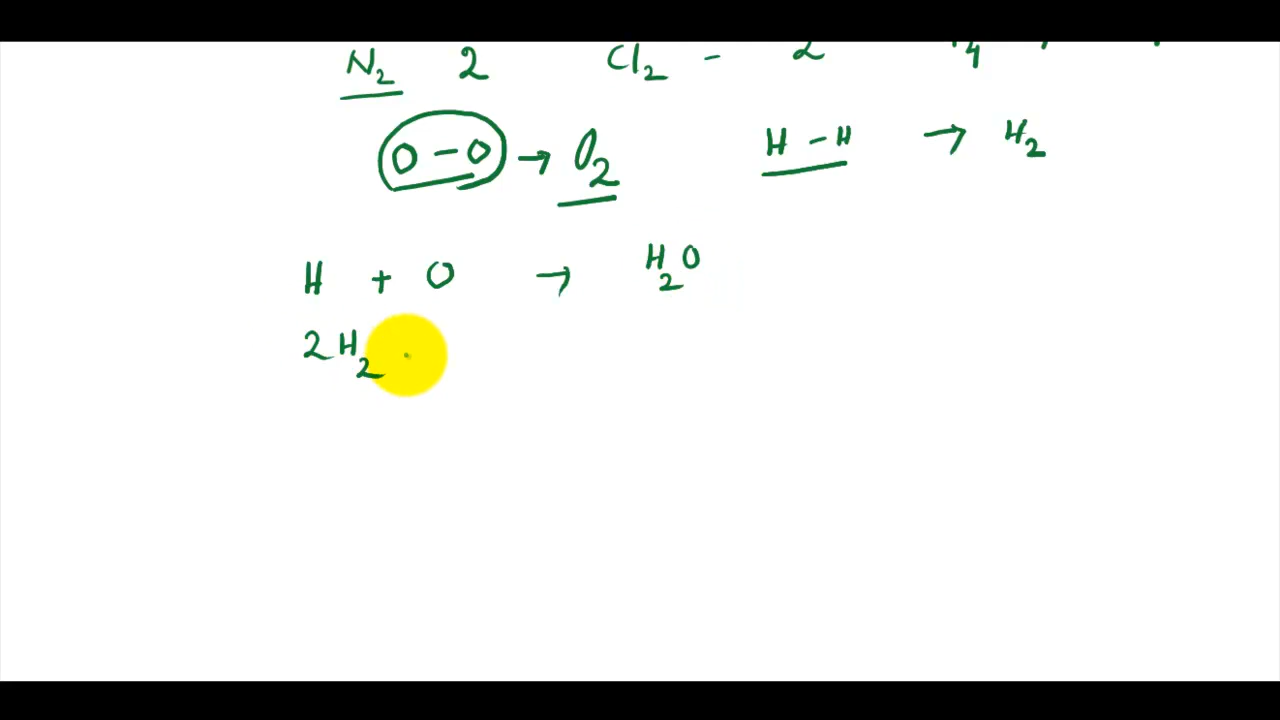 N₂ 2 Cl₂ - 2
O - O → O₂ H - H → H₂
H + O → H₂O
2H₂